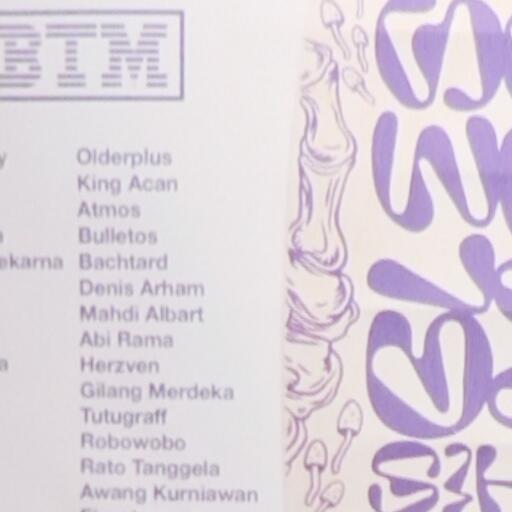 BTM
Olderplus
King Acan
Atmos
Bulletos
ekarna Bachtard
Denis Arham
Mahdi Albart
Abi Rama
Herzven
Gilang Merdeka
Tutugraff
Robowobo
Rato Tanggela
Awang Kurniawan